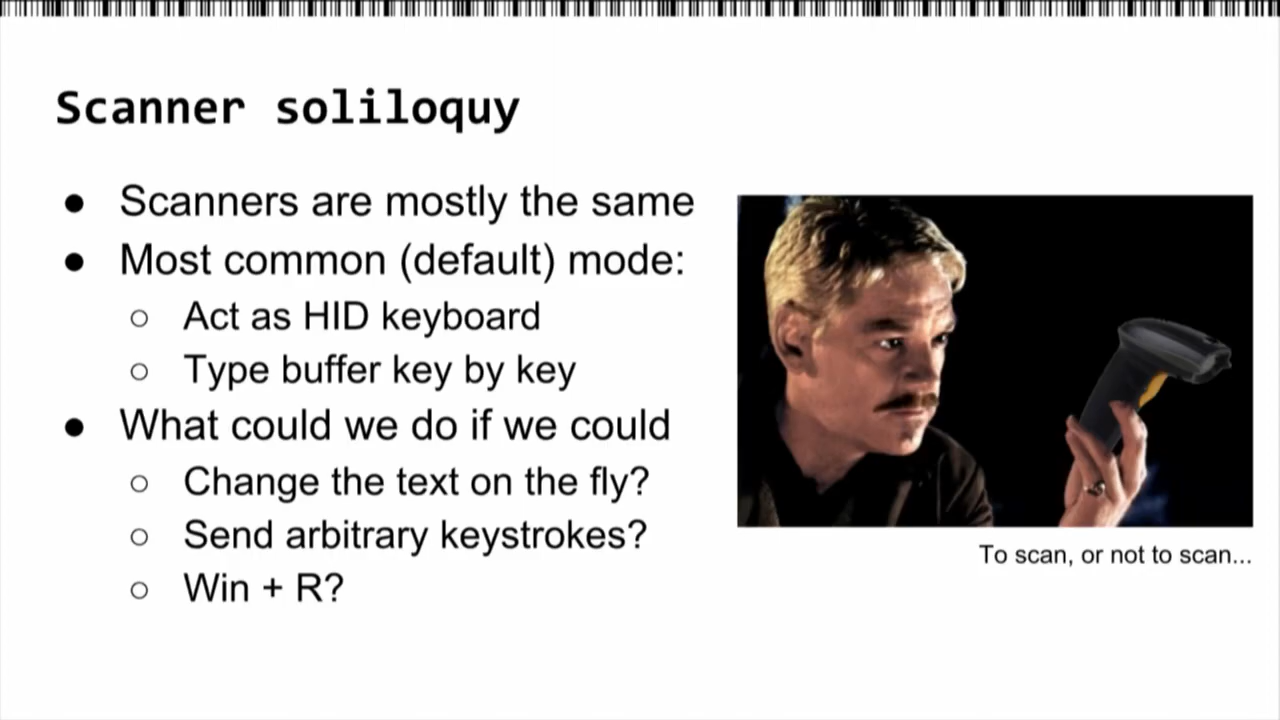 Scanner soliloquy
● Scanners are mostly the same
● Most common (default) mode:
○ Act as HID keyboard
○ Type buffer key by key
● What could we do if we could
○ Change the text on the fly?
○ Send arbitrary keystrokes?
○ Win + R?
To scan, or not to scan...